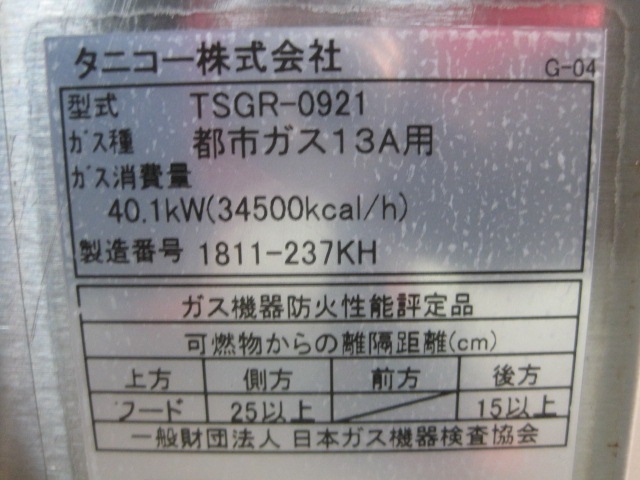 タニコー株式会社
G-04
型式 TSGR-0921
ガス種 都市ガス13A用
ガス消費量
40.1kW(34500kcal/h)
製造番号 1811-237KH
ガス機器防火性能評定品
可燃物からの離隔距離(cm)
上方 側方 前方 後方
フード 25以上 15以上
一般財団法人 日本ガス機器検査協会